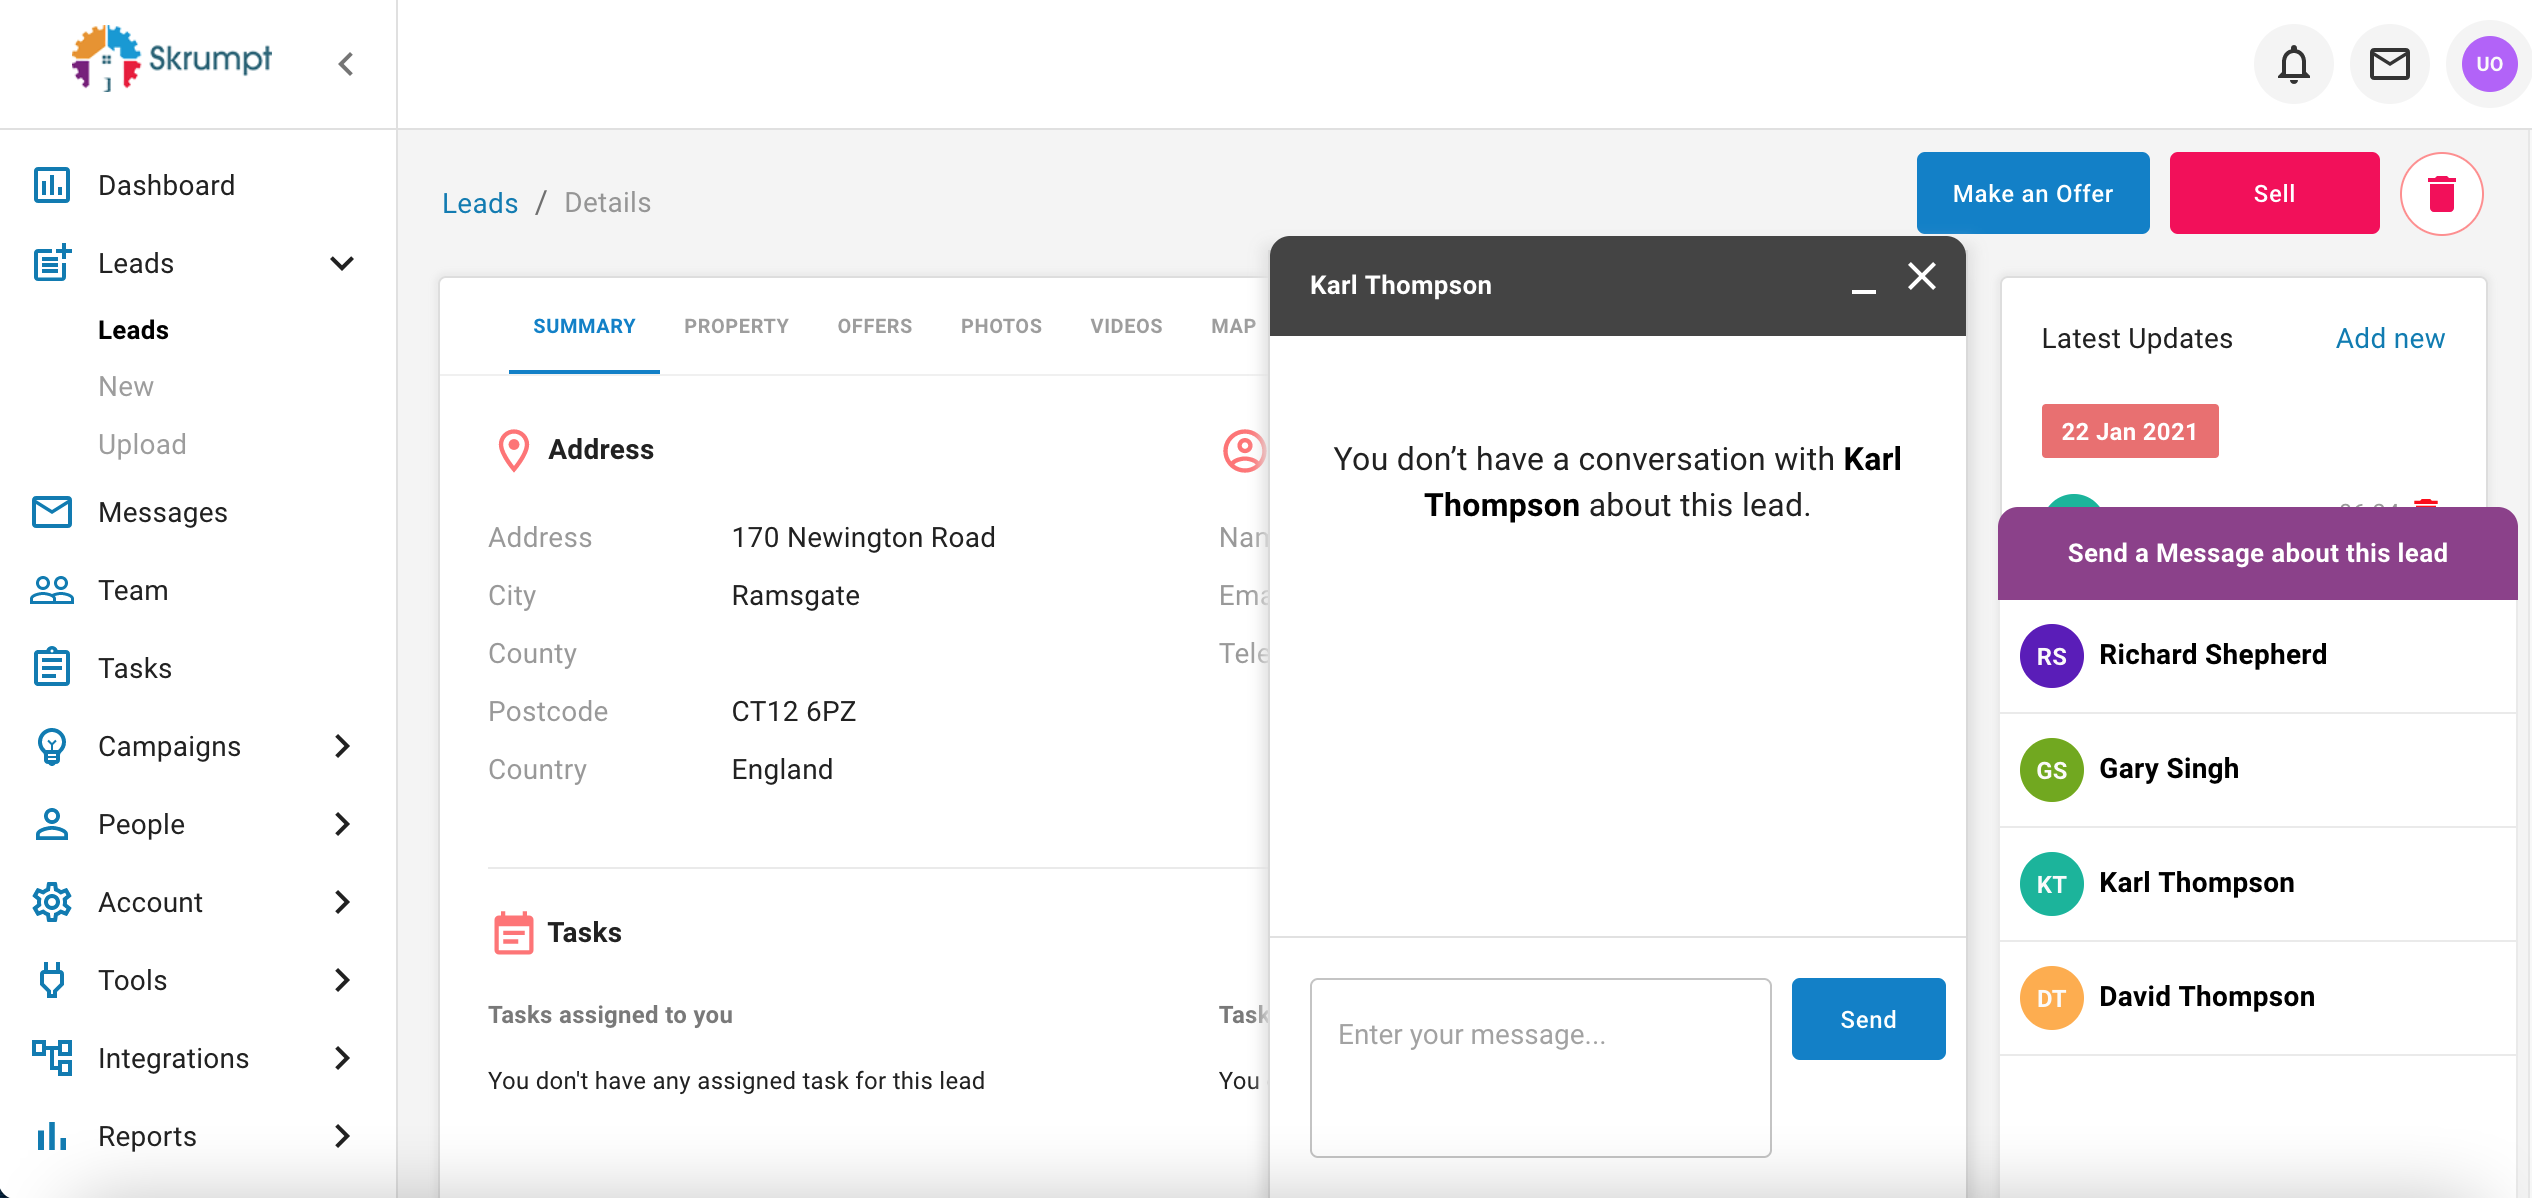 Skrumpt
UO
Dashboard
Leads
Leads
New
Upload
Messages
Team
Tasks
Campaigns
People
Account
Tools
Integrations
Reports
Leads / Details
Make an Offer
Sell
SUMMARY PROPERTY OFFERS PHOTOS VIDEOS MAP
Address
Address 170 Newington Road
City Ramsgate
County
Postcode CT12 6PZ
Country England
Tasks
Tasks assigned to you
You don't have any assigned task for this lead
You
Karl Thompson
You don’t have a conversation with Karl
Thompson about this lead.
Enter your message...
Send
Latest Updates Add new
22 Jan 2021
Send a Message about this lead
RS Richard Shepherd
GS Gary Singh
KT Karl Thompson
DT David Thompson